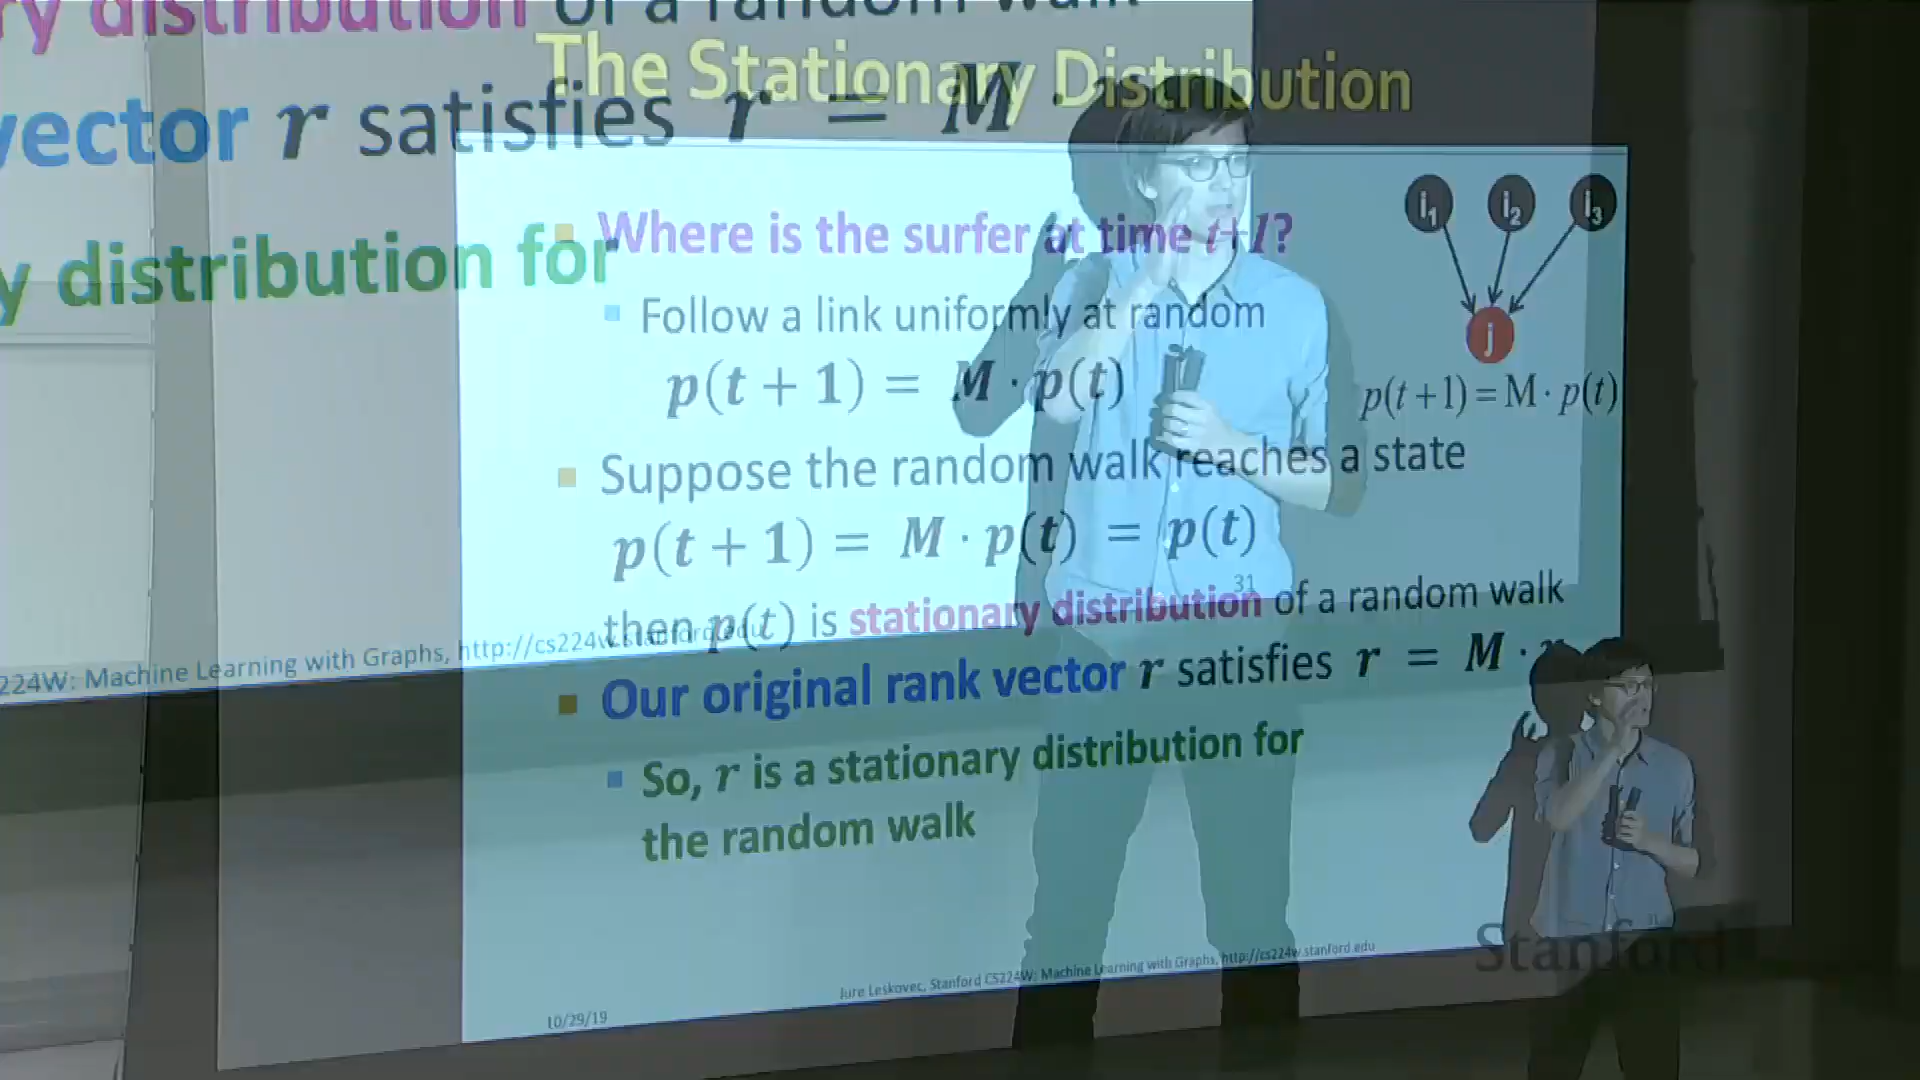 ry distribution of a random walk
The Stationary Distribution
vector r satisfies r = M ·
y distribution for
Where is the surfer at time t+1?
i1 i2 i3
j
Follow a link uniformly at random
p(t + 1) = M · p(t)
p(t+1) = M · p(t)
Suppose the random walk reaches a state
p(t + 1) = M · p(t) = p(t)
31
then p(t) is stationary distribution of a random walk
224W: Machine Learning with Graphs, http://cs224w.stanford.edu
Our original rank vector r satisfies r = M ·
So, r is a stationary distribution for
the random walk
Stanford
Jure Leskovec, Stanford CS224W: Machine Learning with Graphs, http://cs224w.stanford.edu
10/29/19
31